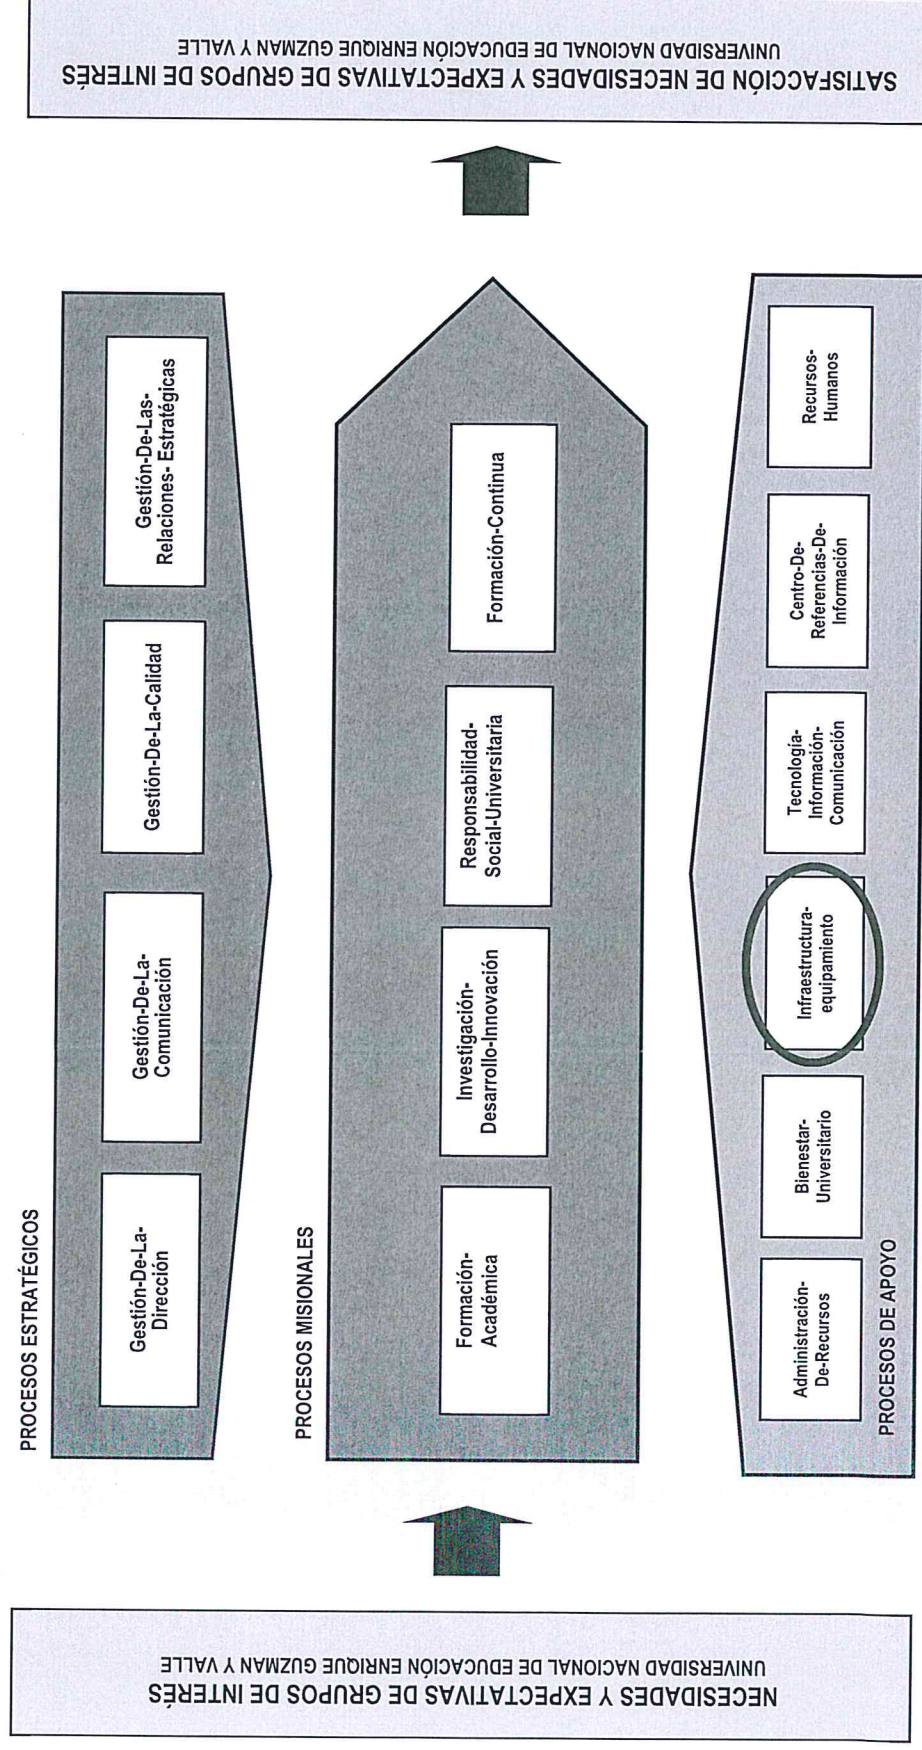 NECESIDADES Y EXPECTATIVAS DE GRUPOS DE INTERÉS
UNIVERSIDAD NACIONAL DE EDUCACIÓN ENRIQUE GUZMAN Y VALLE
PROCESOS ESTRATÉGICOS
Gestión-De-La-
Dirección
Gestión-De-La-
Comunicación
Gestión-De-La-Calidad
Gestión-De-Las-
Relaciones- Estratégicas
PROCESOS MISIONALES
Formación-
Académica
Investigación-
Desarrollo-Innovación
Responsabilidad-
Social-Universitaria
Formación-Continua
Administración-
De-Recursos
Bienestar-
Universitario
Infraestructura-
equipamiento
Tecnología-
Información-
Comunicación
Centro-De-
Referencias-De-
Información
Recursos-
Humanos
PROCESOS DE APOYO
SATISFACCIÓN DE NECESIDADES Y EXPECTATIVAS DE GRUPOS DE INTERÉS
UNIVERSIDAD NACIONAL DE EDUCACIÓN ENRIQUE GUZMAN Y VALLE